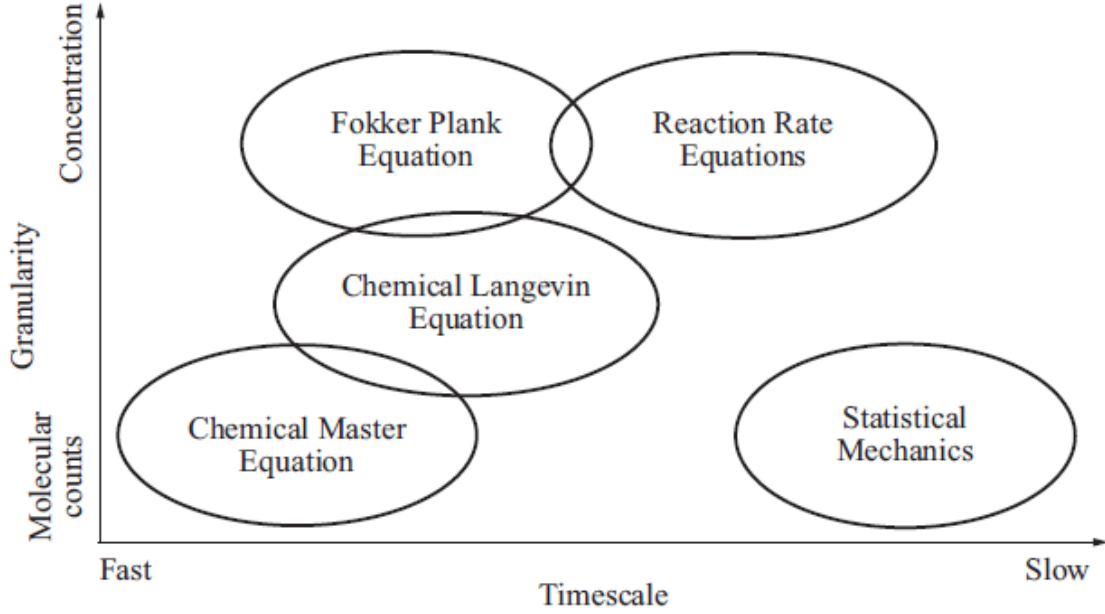 Concentration
Granularity
Molecular
counts
Fokker Plank
Equation
Reaction Rate
Equations
Chemical Langevin
Equation
Chemical Master
Equation
Statistical
Mechanics
Fast
Timescale
Slow